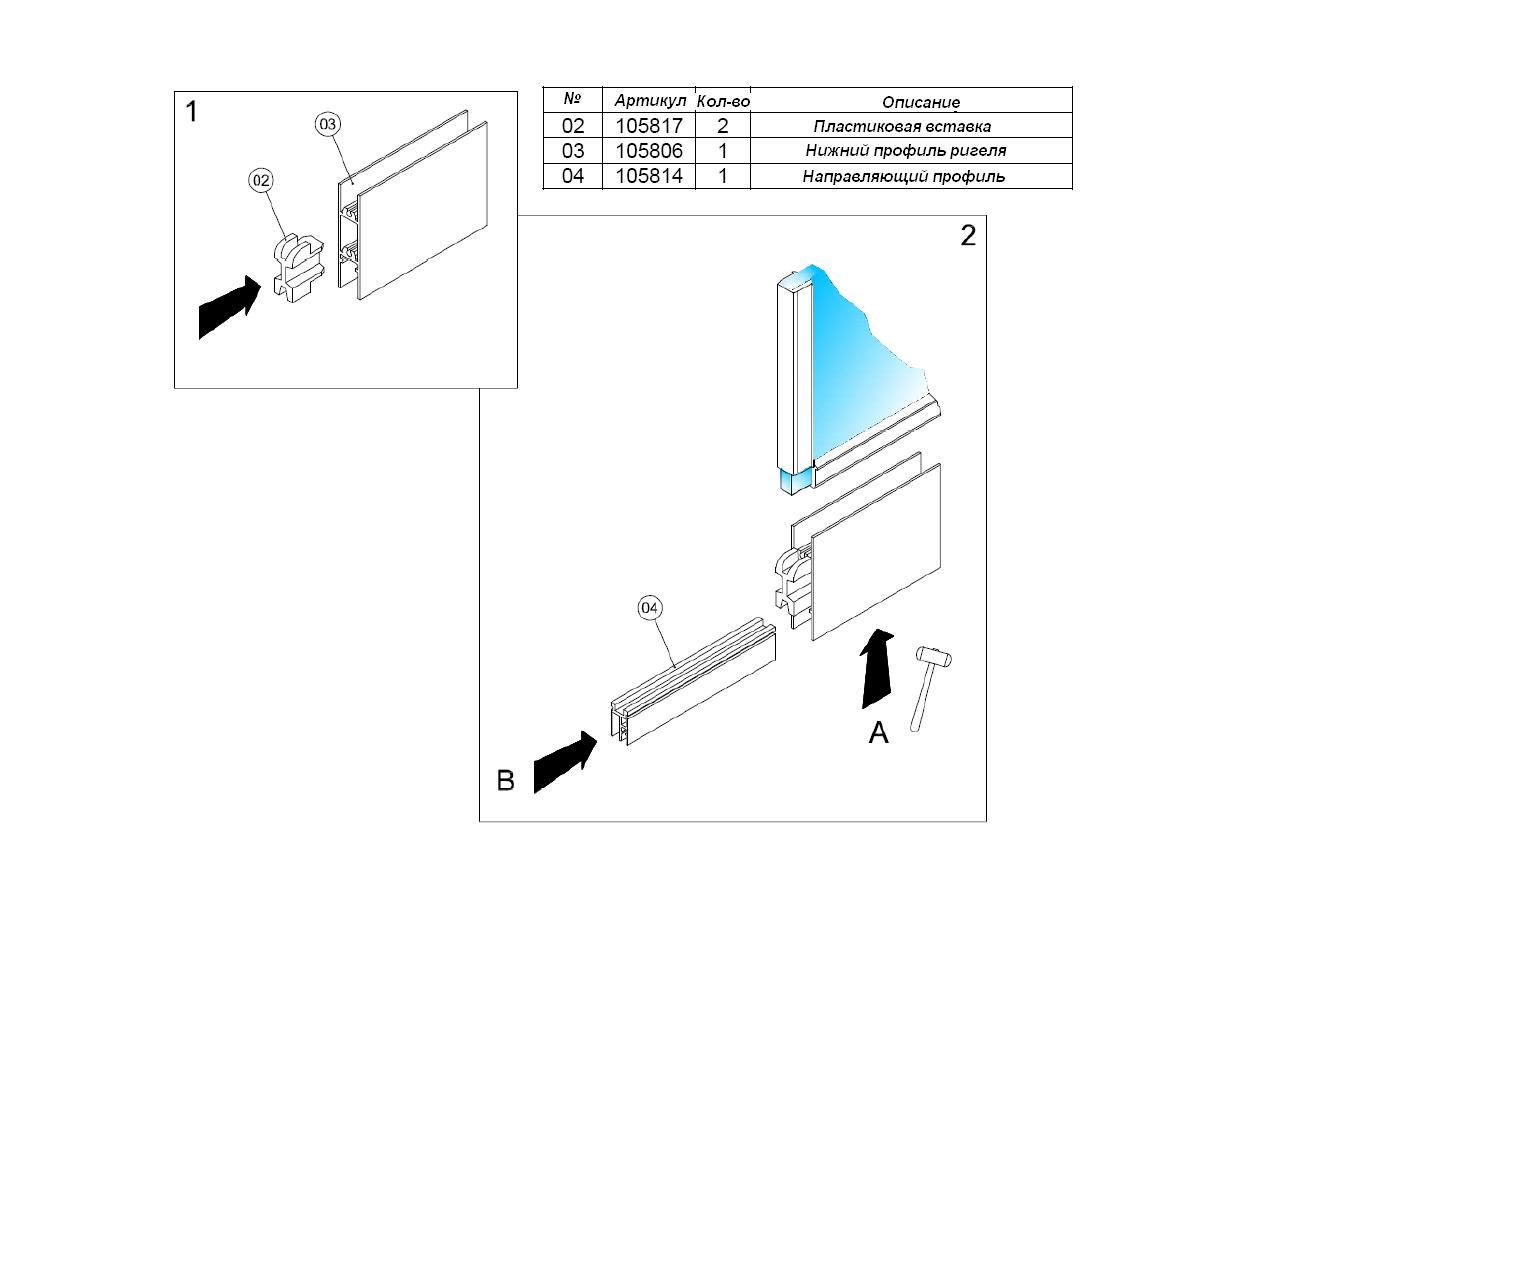 1
03
02
№ Артикул Кол-во Описание
02 105817 2 Пластиковая вставка
03 105806 1 Нижний профиль ригеля
04 105814 1 Направляющий профиль
2
04
A
B